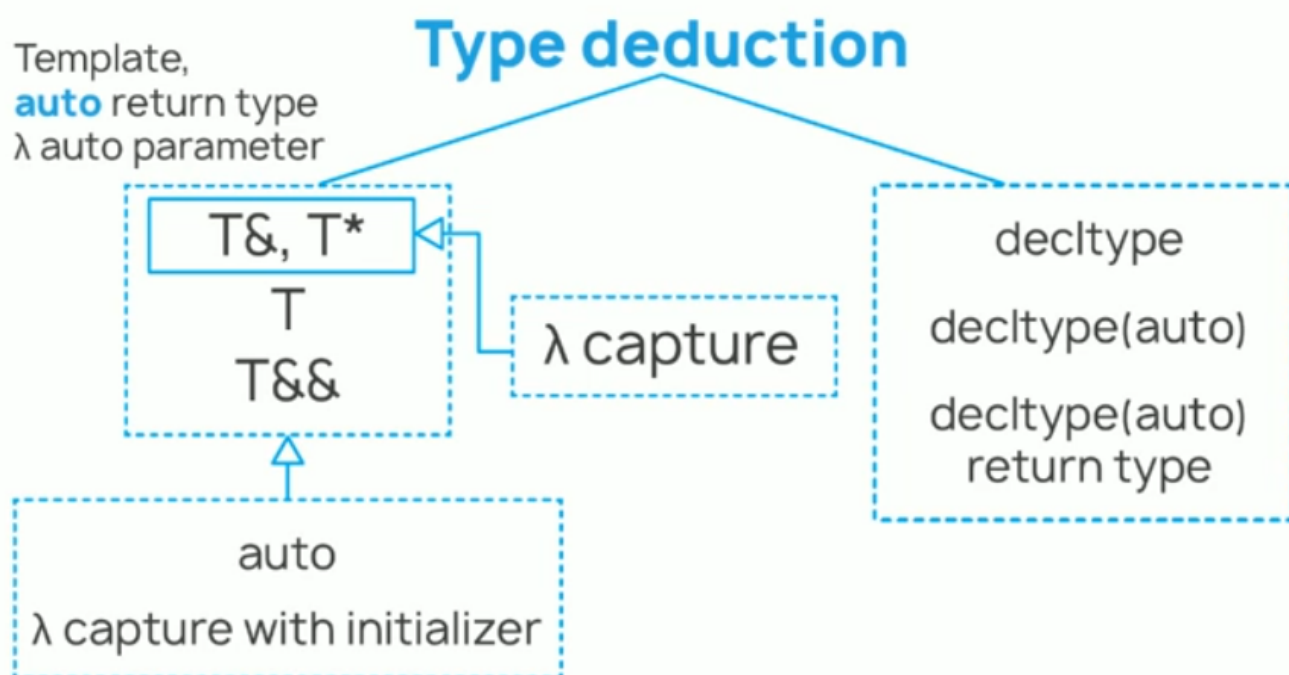 Type deduction
Template,
auto return type
λ auto parameter
T&, T*
T
T&&
λ capture
decltype
decltype(auto)
decltype(auto)
return type
auto
λ capture with initializer